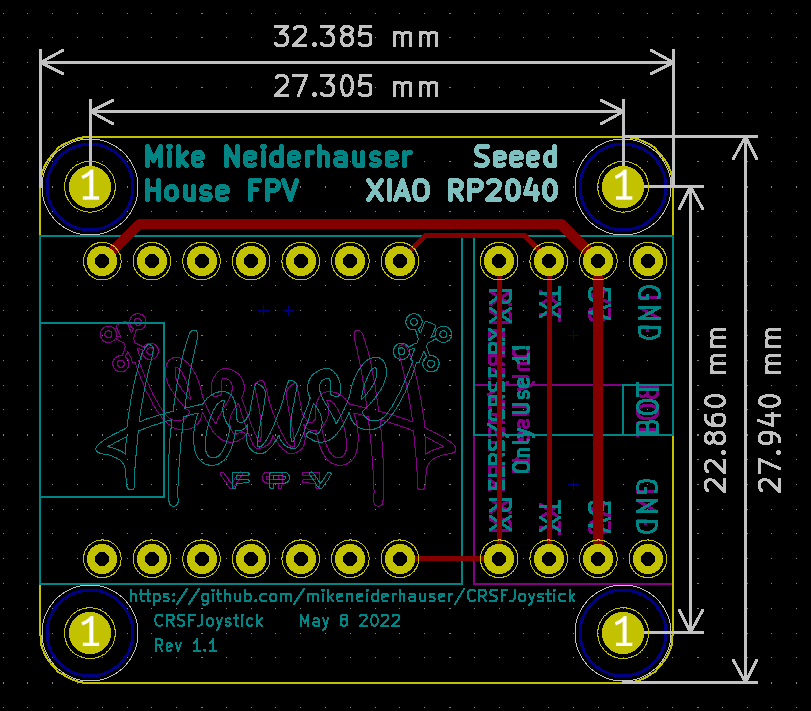 32.385 mm
27.305 mm
Mike Neiderhauser Seeed
House FPV XIAO RP2040
1 1
RX TX 5V GND
House
FPV
Only Use 1!
BOB
22.860 mm
27.940 mm
RX TX 5V GND
https://github.com/mikeneiderhauser/CRSFJoystick
CRSFJoystick May 8 2022
Rev 1.1
1 1